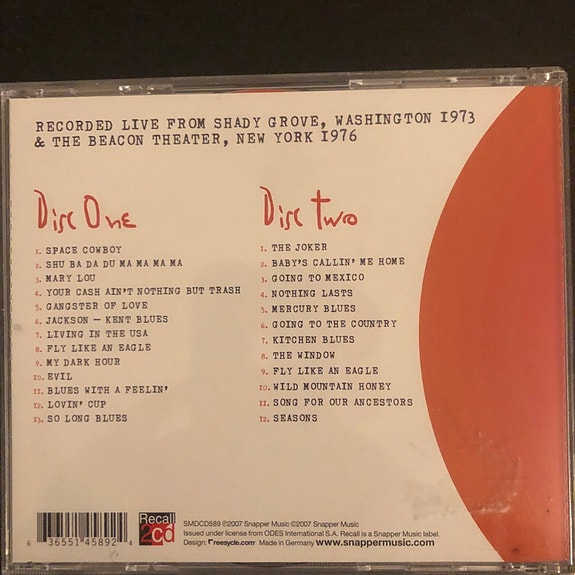 RECORDED LIVE FROM SHADY GROVE, WASHINGTON 1973
& THE BEACON THEATER, NEW YORK 1976
Disc One
1. SPACE COWBOY
2. SHU BA DA DU MA MA MA MA
3. MARY LOU
4. YOUR CASH AIN'T NOTHING BUT TRASH
5. GANGSTER OF LOVE
6. JACKSON – KENT BLUES
7. LIVING IN THE USA
8. FLY LIKE AN EAGLE
9. MY DARK HOUR
10. EVIL
11. BLUES WITH A FEELIN'
12. LOVIN' CUP
13. SO LONG BLUES
Disc Two
1. THE JOKER
2. BABY'S CALLIN' ME HOME
3. GOING TO MEXICO
4. NOTHING LASTS
5. MERCURY BLUES
6. GOING TO THE COUNTRY
7. KITCHEN BLUES
8. THE WINDOW
9. FLY LIKE AN EAGLE
10. WILD MOUNTAIN HONEY
11. SONG FOR OUR ANCESTORS
12. SEASONS
6 36551 45892 4
Recall
2cd
SMDCD589 ℗2007 Snapper Music ©2007 Snapper Music
Issued under license from ODES International S.A. Recall is a Snapper Music label.
Design: Freesycle.com Made in Germany www.snappermusic.com